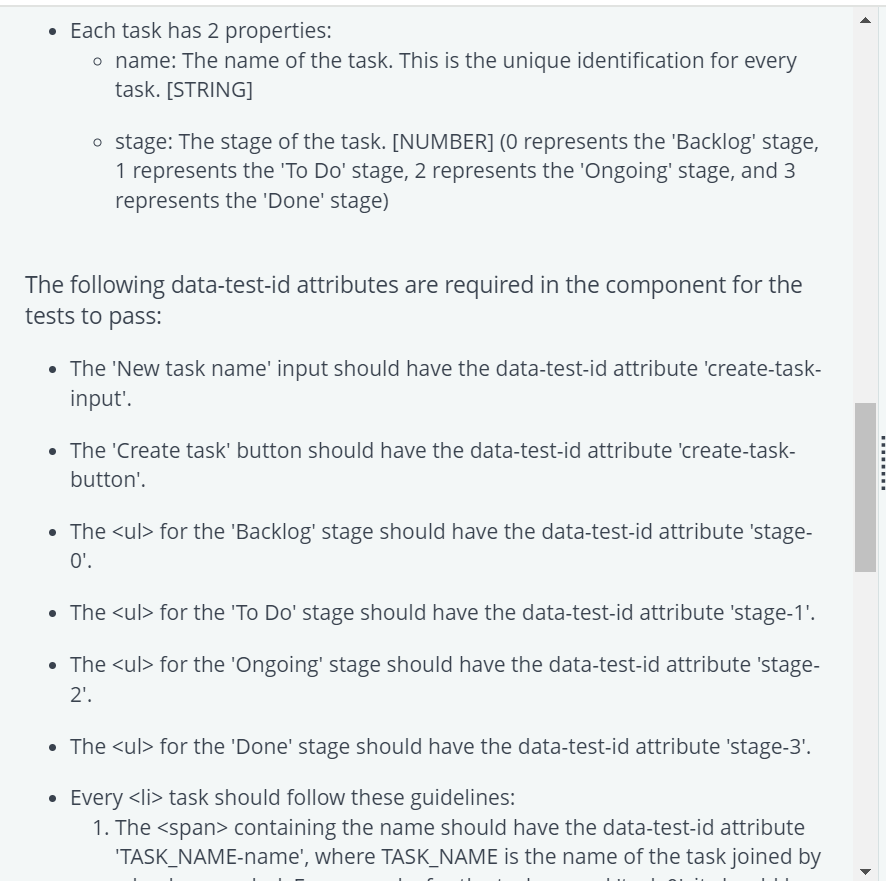 Each task has 2 properties:
name: The name of the task. This is the unique identification for every
task. [STRING]
stage: The stage of the task. [NUMBER] (0 represents the 'Backlog' stage,
1 represents the 'To Do' stage, 2 represents the 'Ongoing' stage, and 3
represents the 'Done' stage)
The following data-test-id attributes are required in the component for the
tests to pass:
The 'New task name' input should have the data-test-id attribute 'create-task-
input'.
The 'Create task' button should have the data-test-id attribute 'create-task-
button'.
The <ul> for the 'Backlog' stage should have the data-test-id attribute 'stage-
0'.
The <ul> for the 'To Do' stage should have the data-test-id attribute 'stage-1'.
The <ul> for the 'Ongoing' stage should have the data-test-id attribute 'stage-
2'.
The <ul> for the 'Done' stage should have the data-test-id attribute 'stage-3'.
Every <li> task should follow these guidelines:
1. The <span> containing the name should have the data-test-id attribute
'TASK_NAME-name', where TASK_NAME is the name of the task joined by